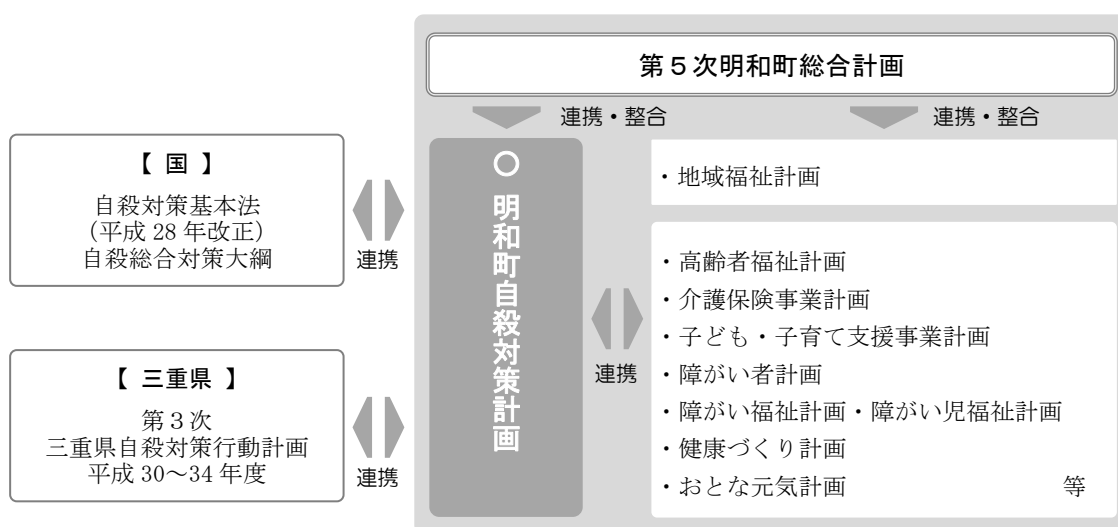 第５次明和町総合計画
連携・整合
連携・整合
【 国 】
自殺対策基本法
(平成 28 年改正)
自殺総合対策大綱
連携
【 三重県 】
第３次
三重県自殺対策行動計画
平成 30～34 年度
連携
○ 明和町自殺対策計画
連携
・地域福祉計画
・高齢者福祉計画
・介護保険事業計画
・子ども・子育て支援事業計画
・障がい者計画
・障がい福祉計画・障がい児福祉計画
・健康づくり計画
・おとな元気計画 等